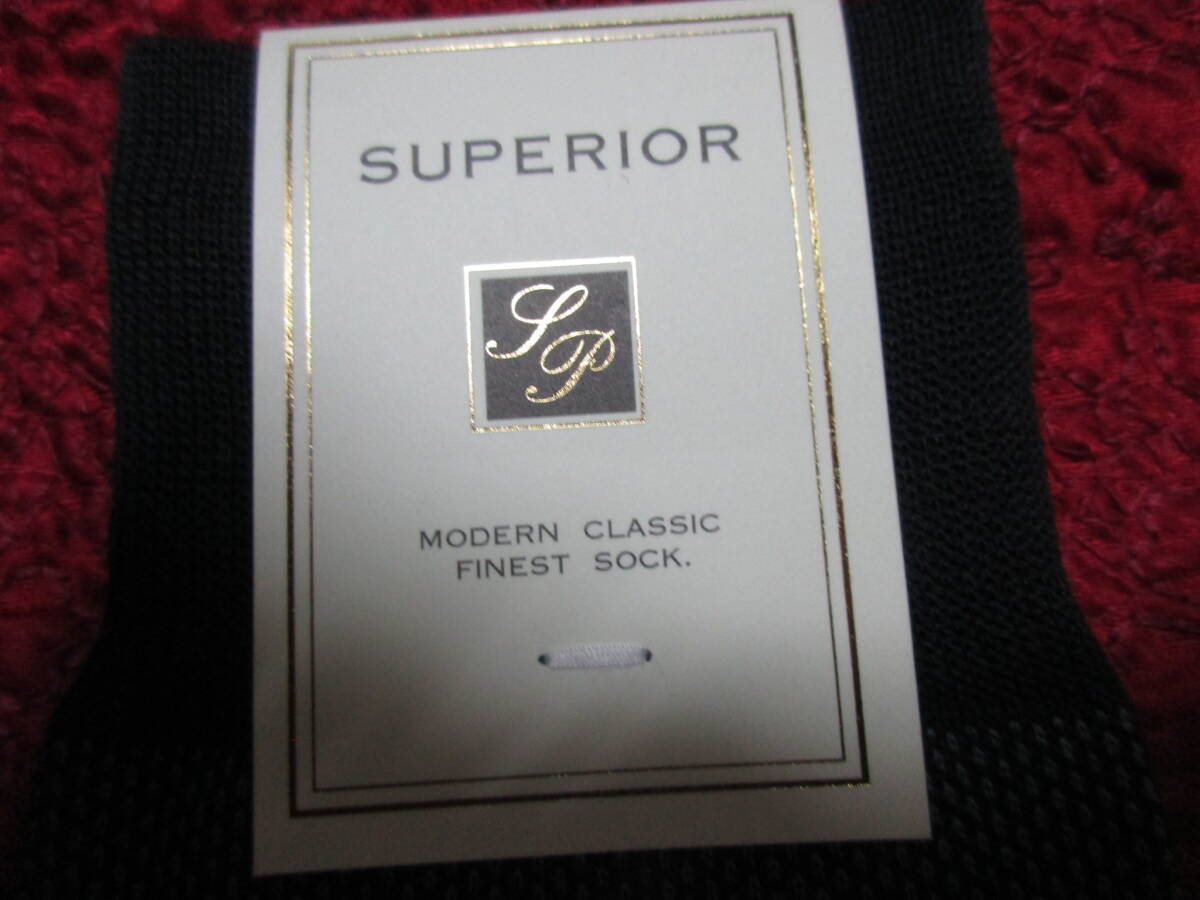 SUPERIOR
SP
MODERN CLASSIC
FINEST SOCK.